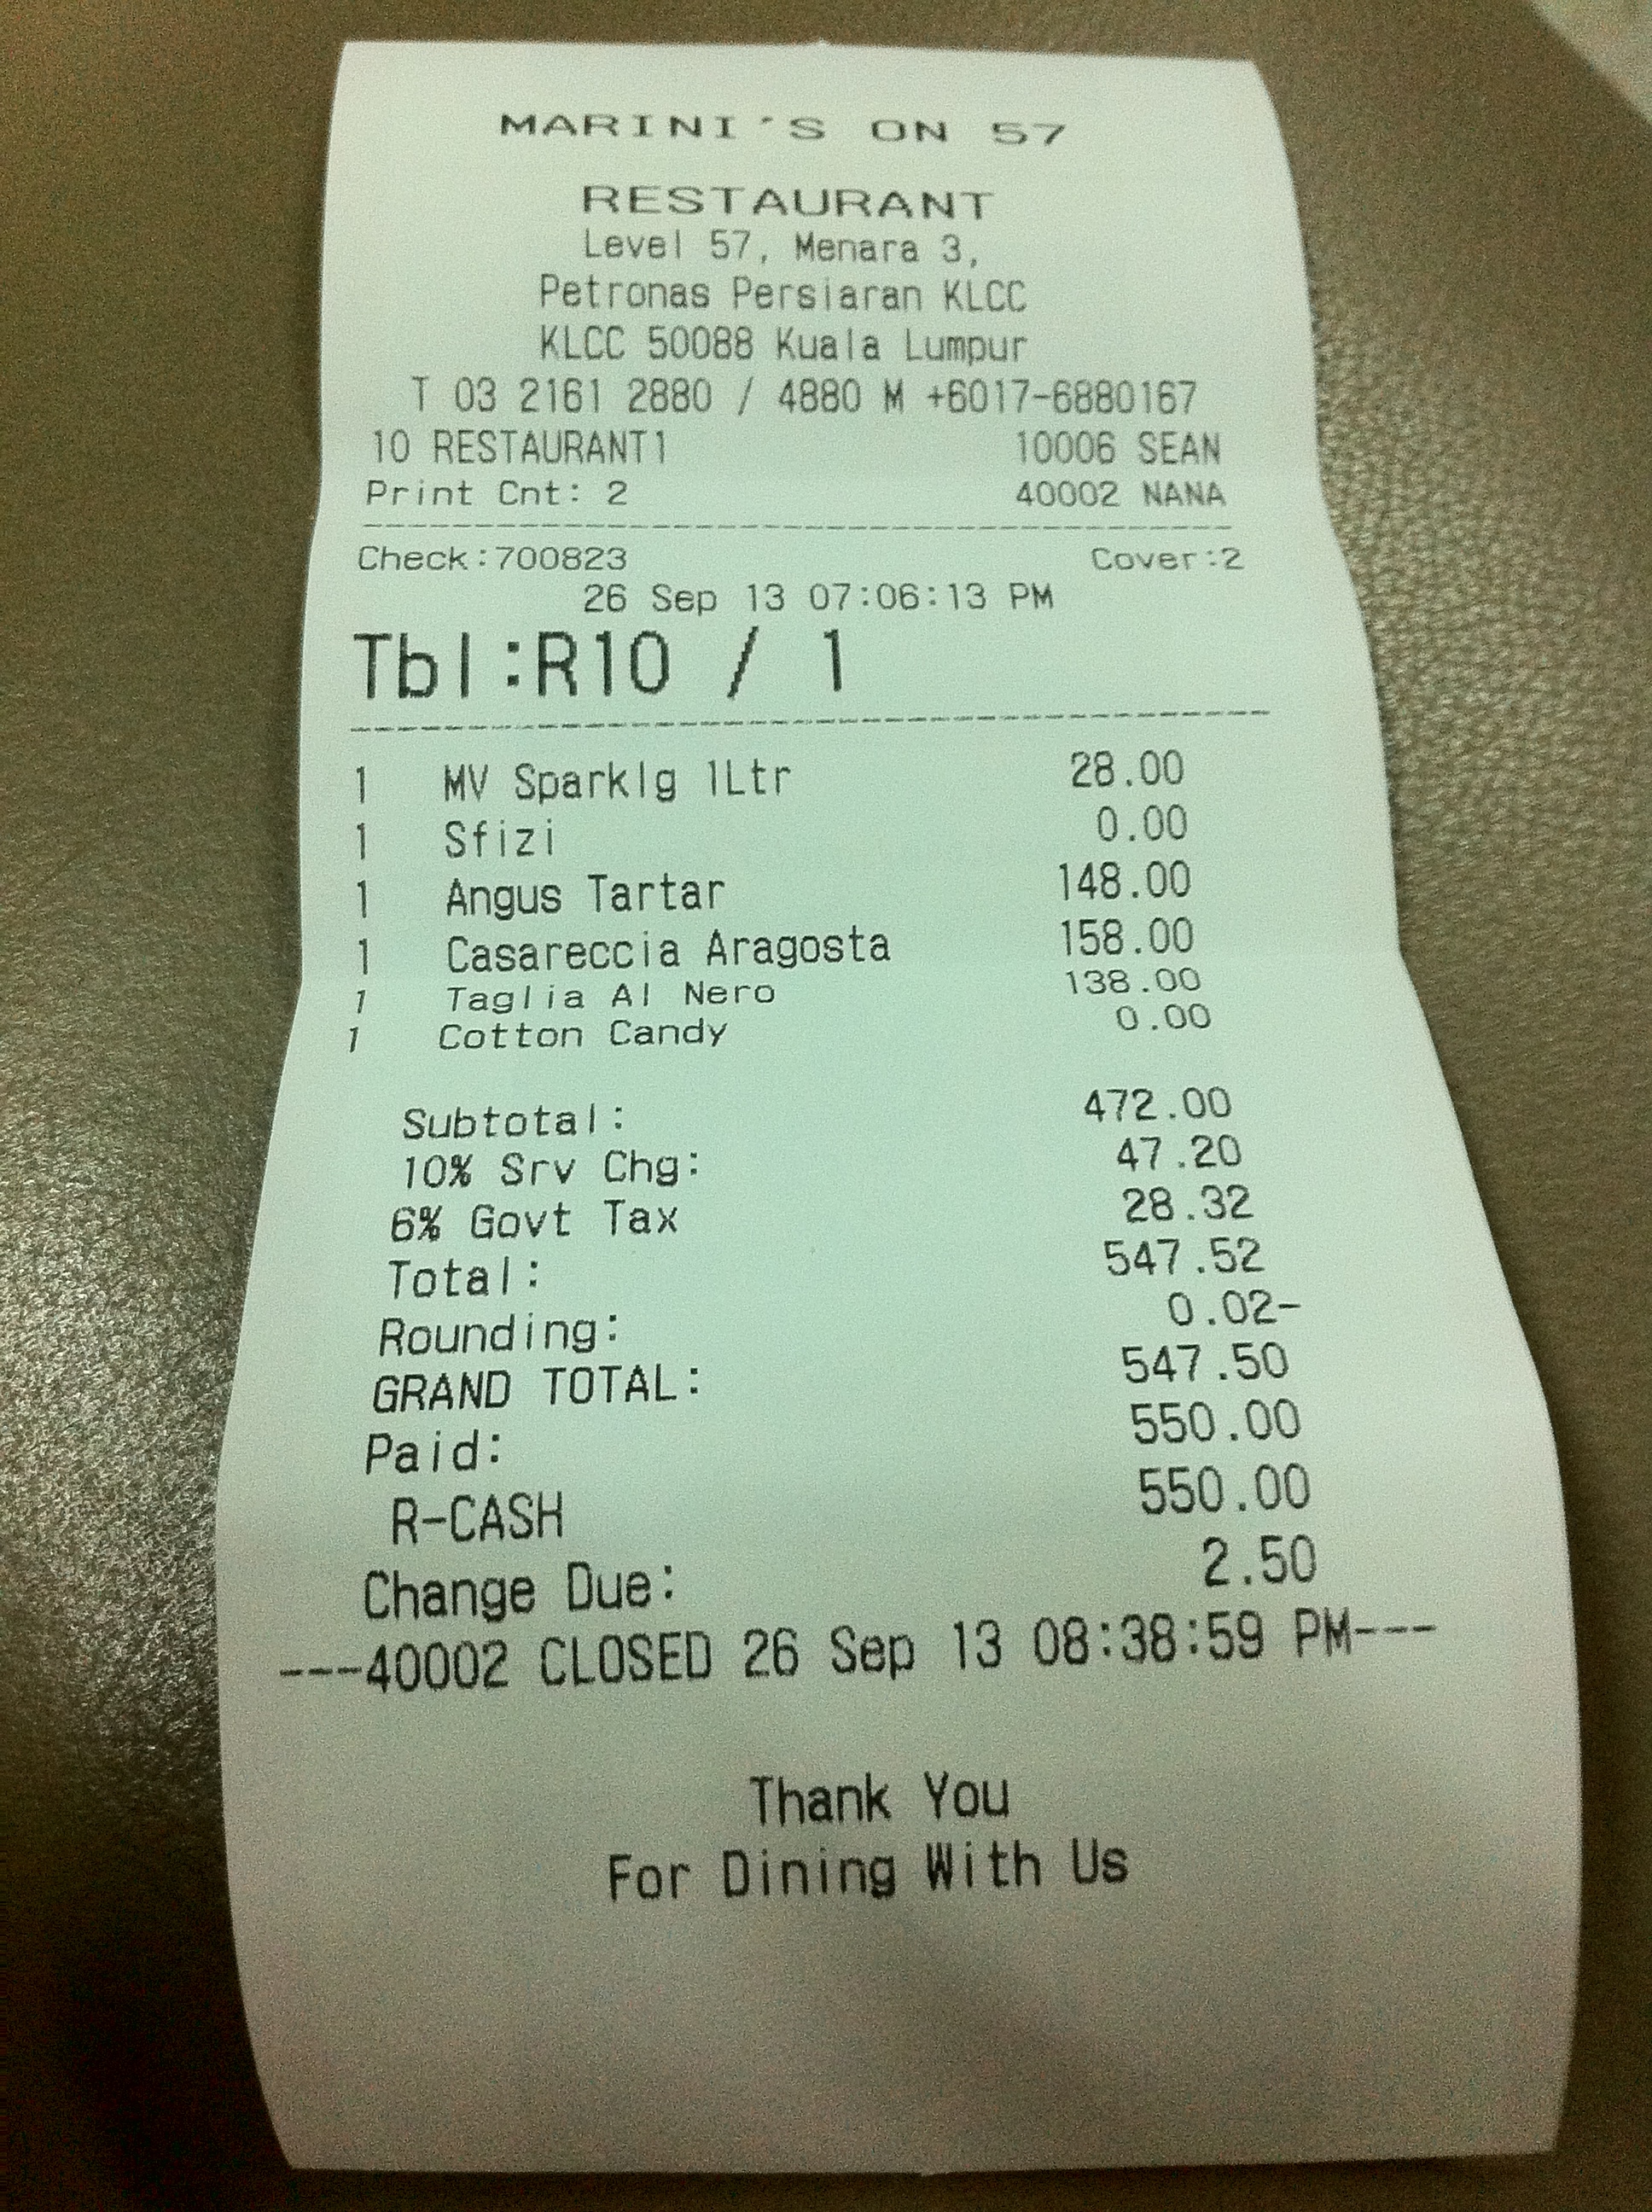 MARINI'S ON 57
RESTAURANT
Level 57, Menara 3,
Petronas Persiaran KLCC
KLCC 50088 Kuala Lumpur
T 03 2161 2880 / 4880 M +6017-6880167
10 RESTAURANT1 10006 SEAN
Print Cnt: 2 40002 NANA
Check:700823 Cover:2
26 Sep 13 07:06:13 PM
Tbl:R10 / 1
1 MV Sparklg 1Ltr 28.00
1 Sfizi 0.00
1 Angus Tartar 148.00
1 Casareccia Aragosta 158.00
1 Taglia Al Nero 138.00
1 Cotton Candy 0.00
Subtotal: 472.00
10% Srv Chg: 47.20
6% Govt Tax 28.32
Total: 547.52
Rounding: 0.02-
GRAND TOTAL: 547.50
Paid: 550.00
R-CASH 550.00
Change Due: 2.50
---40002 CLOSED 26 Sep 13 08:38:59 PM---
Thank You
For Dining With Us